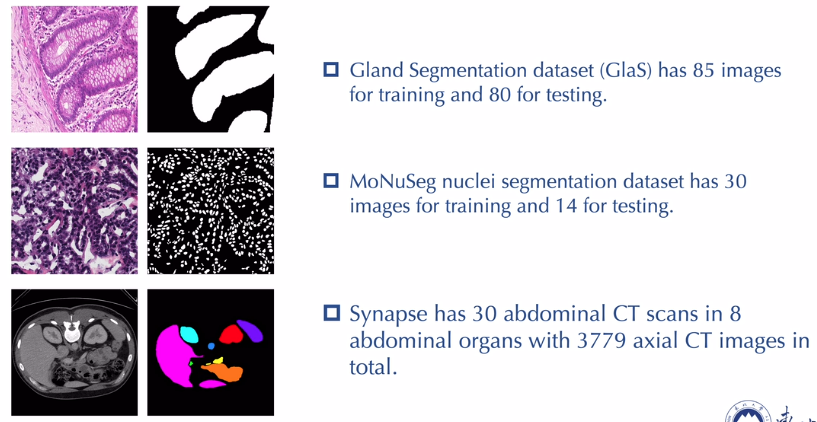 Gland Segmentation dataset (GlaS) has 85 images
for training and 80 for testing.
MoNuSeg nuclei segmentation dataset has 30
images for training and 14 for testing.
Synapse has 30 abdominal CT scans in 8
abdominal organs with 3779 axial CT images in
total.